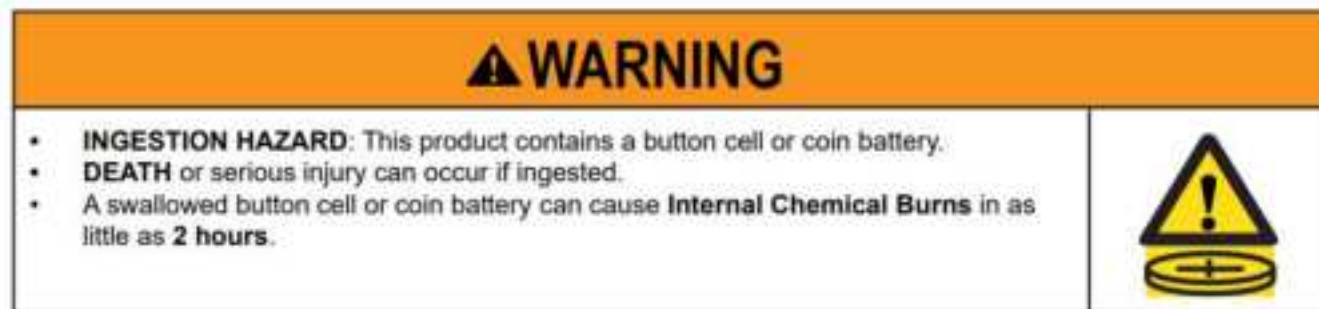 ⚠WARNING
• INGESTION HAZARD: This product contains a button cell or coin battery.
• DEATH or serious injury can occur if ingested.
• A swallowed button cell or coin battery can cause Internal Chemical Burns in as
little as 2 hours.